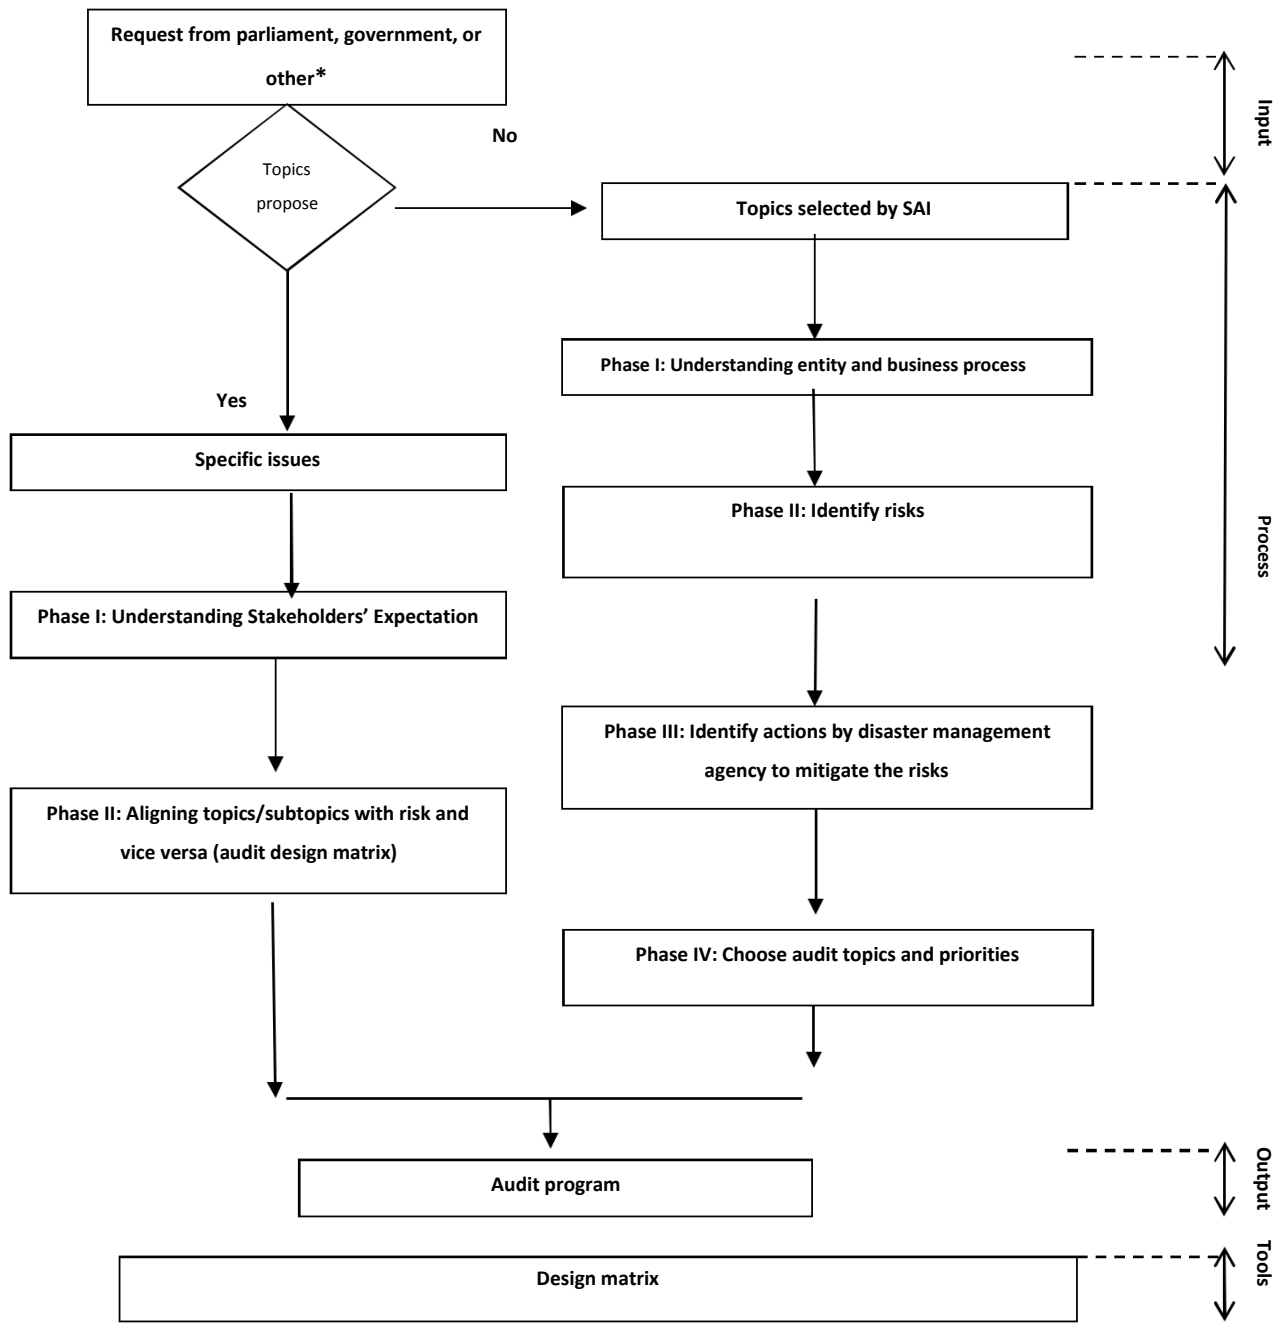 Request from parliament, government, or
other*
No
Input
Topics
propose
Topics selected by SAI
Phase I: Understanding entity and business process
Yes
Specific issues
Phase II: Identify risks
Process
Phase I: Understanding Stakeholders’ Expectation
Phase III: Identify actions by disaster management
agency to mitigate the risks
Phase II: Aligning topics/subtopics with risk and
vice versa (audit design matrix)
Phase IV: Choose audit topics and priorities
Output
Audit program
Tools
Design matrix